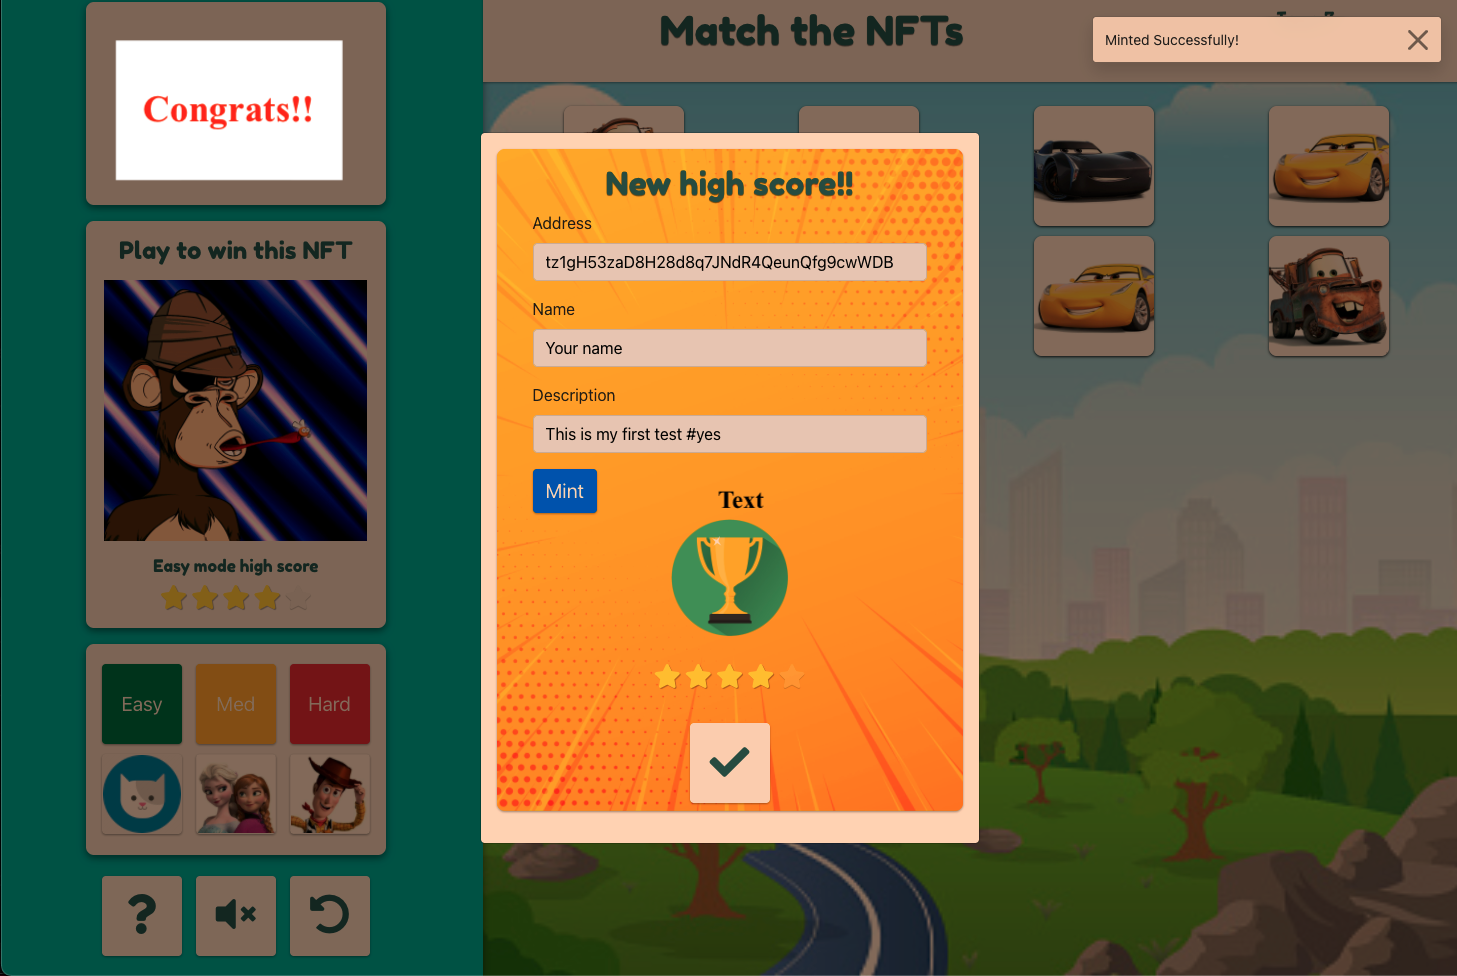 Congrats!!
Play to win this NFT
Easy mode high score
Easy
Med
Hard
?
Match the NFTs
Minted Successfully!
New high score!!
Address
tz1gH53zaD8H28d8q7JNdR4QeunQfg9cwWDB
Name
Your name
Description
This is my first test #yes
Mint
Text